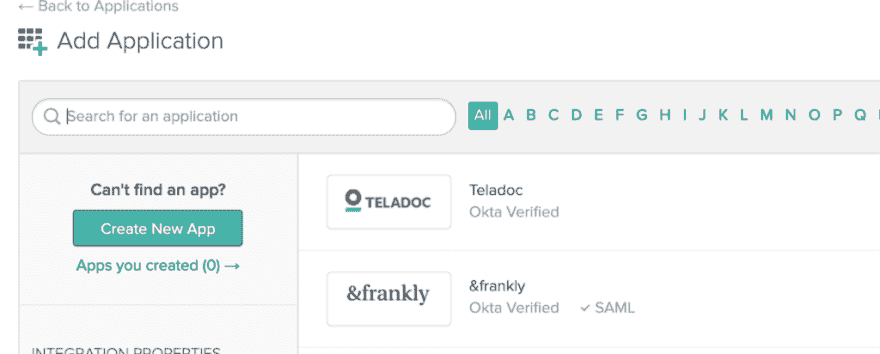 ← Back to Applications
Add Application
Search for an application
All A B C D E F G H I J K L M N O P Q
Can't find an app?
Create New App
Apps you created (0) →
INTEGRATION PROPERTIES
TELADOC
Teladoc
Okta Verified
&frankly
&frankly
Okta Verified ✓ SAML